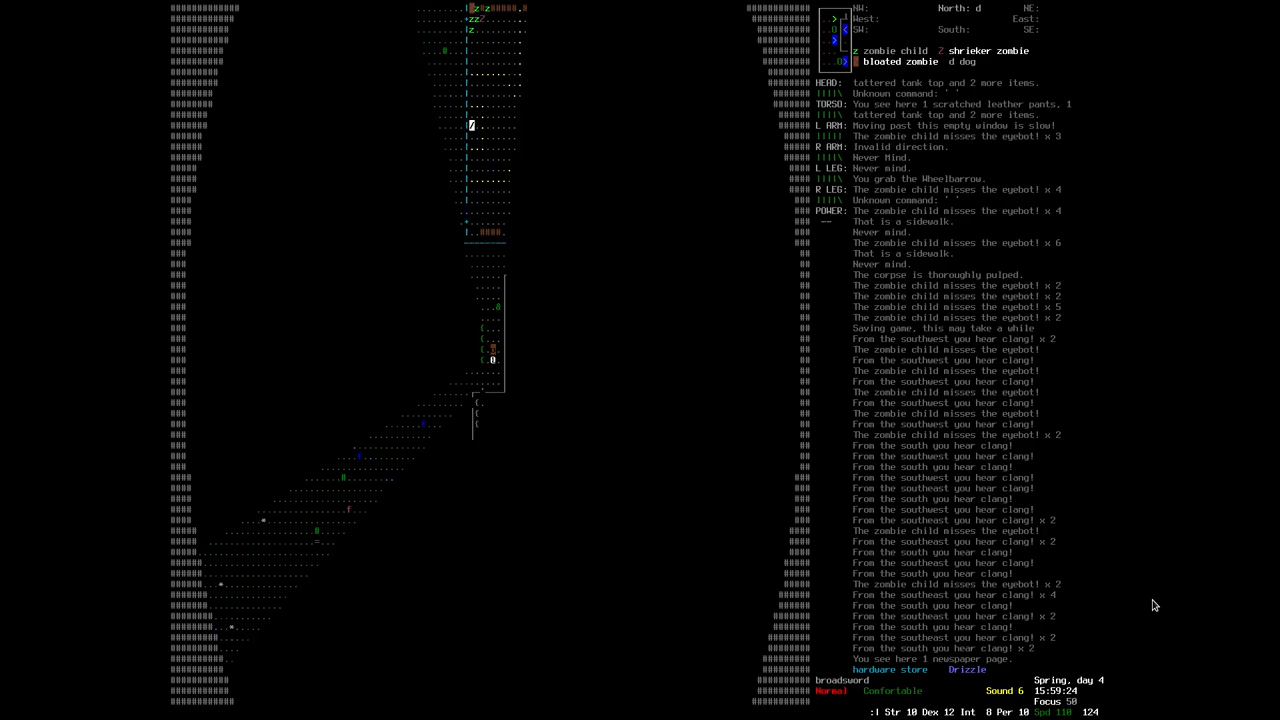 NW: North: d NE:
West: East:
SW: South: SE:
z zombie child Z shrieker zombie
bloated zombie d dog
HEAD: tattered tank top and 2 more items.
Unknown command: ' '
TORSO: You see here 1 scratched leather pants, 1
tattered tank top and 2 more items.
L ARM: Moving past this empty window is slow!
The zombie child misses the eyebot! x 3
R ARM: Invalid direction.
Never Mind.
L LEG: Never mind.
You grab the Wheelbarrow.
R LEG: The zombie child misses the eyebot! x 4
Unknown command: ' '
POWER: The zombie child misses the eyebot! x 4
-- That is a sidewalk.
Never mind.
The zombie child misses the eyebot! x 6
That is a sidewalk.
Never mind.
The corpse is thoroughly pulped.
The zombie child misses the eyebot! x 2
The zombie child misses the eyebot! x 2
The zombie child misses the eyebot! x 5
The zombie child misses the eyebot! x 2
Saving game, this may take a while
From the southwest you hear clang! x 2
The zombie child misses the eyebot!
From the southwest you hear clang!
The zombie child misses the eyebot!
From the southwest you hear clang!
The zombie child misses the eyebot!
From the southwest you hear clang!
The zombie child misses the eyebot!
From the southwest you hear clang!
The zombie child misses the eyebot! x 2
From the south you hear clang!
From the southwest you hear clang!
From the south you hear clang!
From the southeast you hear clang!
From the south you hear clang!
From the south you hear clang!
From the southeast you hear clang! x 2
The zombie child misses the eyebot!
From the southeast you hear clang! x 2
From the south you hear clang!
From the southeast you hear clang!
From the south you hear clang!
The zombie child misses the eyebot! x 2
From the southeast you hear clang! x 4
From the south you hear clang!
From the southeast you hear clang! x 2
From the south you hear clang!
From the southeast you hear clang! x 2
From the south you hear clang! x 2
You see here 1 newspaper page.
hardware store Drizzle
broadsword Spring, day 4
Normal Comfortable Sound 6 15:59:24
Focus 50
:| Str 10 Dex 12 Int 8 Per 10 Spd 110 124